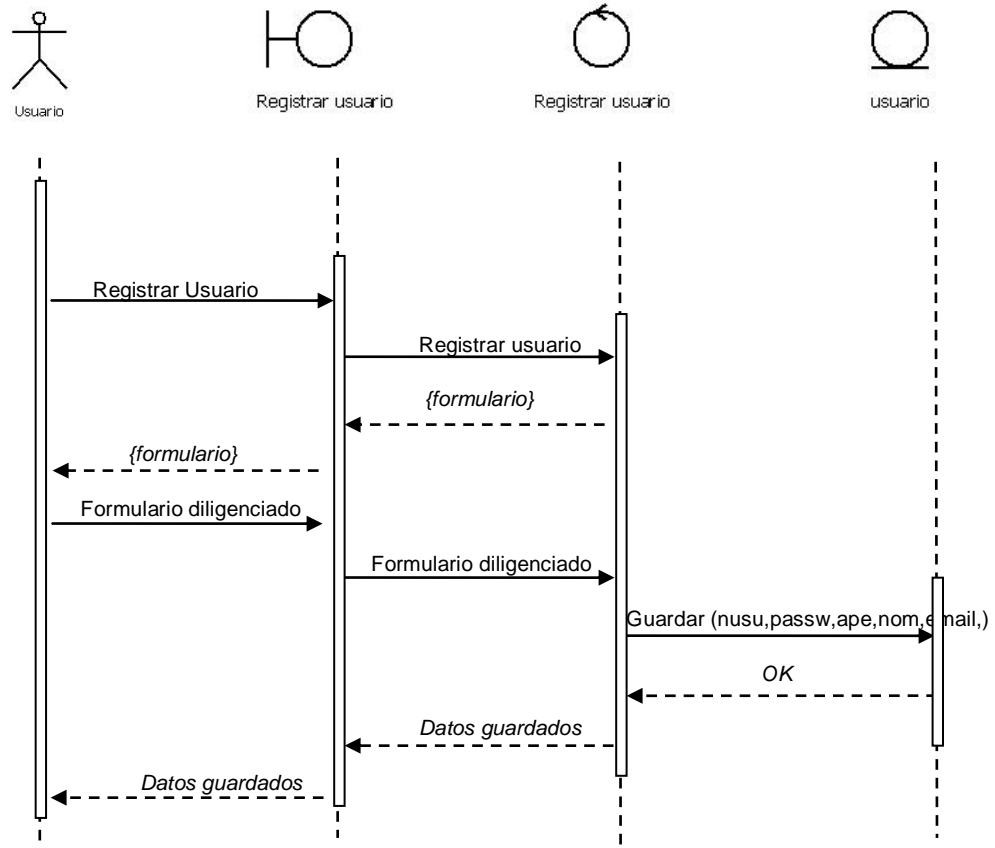 Usuario
Registrar usuario
Registrar usuario
usuario
Registrar Usuario
Registrar usuario
{formulario}
{formulario}
Formulario diligenciado
Formulario diligenciado
Guardar (nusu,passw,ape,nom,email,)
OK
Datos guardados
Datos guardados